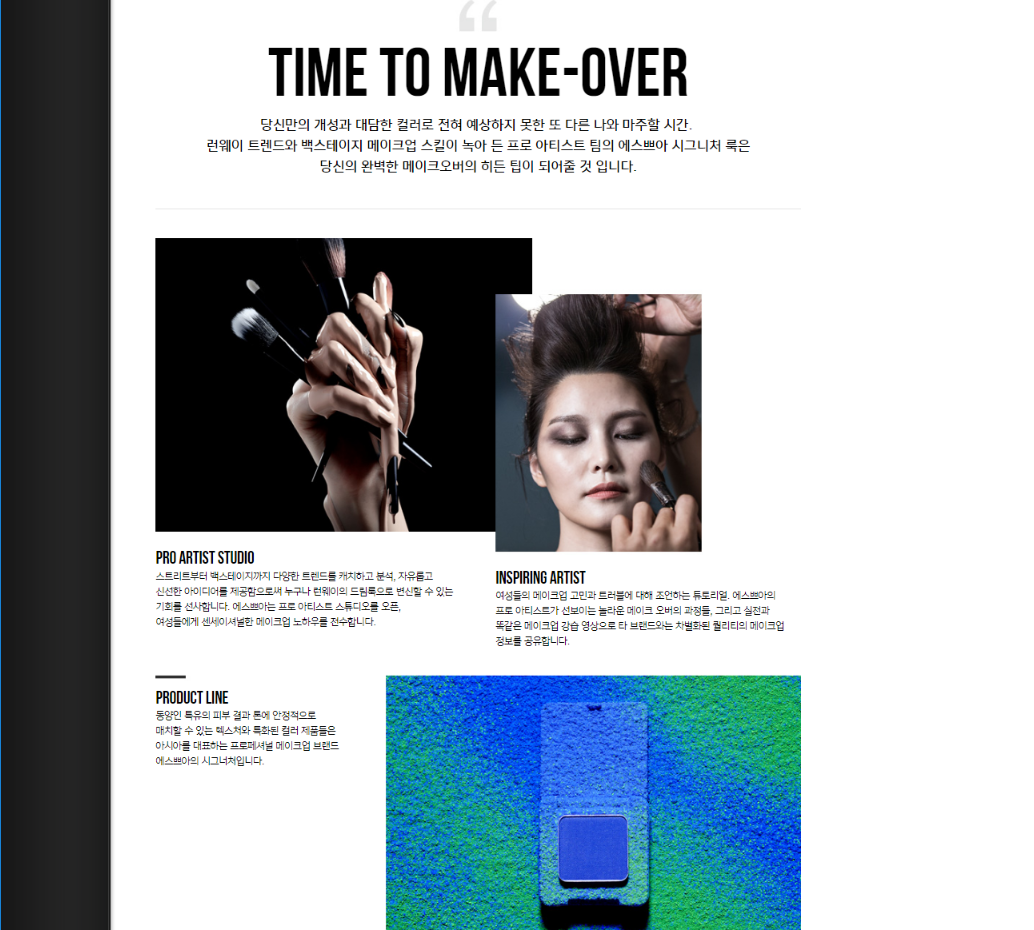 “
TIME TO MAKE-OVER
당신만의 개성과 대담한 컬러로 전혀 예상하지 못한 또 다른 나와 마주할 시간.
런웨이 트렌드와 백스테이지 메이크업 스킬이 녹아 든 프로 아티스트 팀의 에스쁘아 시그니처 룩은
당신의 완벽한 메이크오버의 히든 팁이 되어줄 것 입니다.
PRO ARTIST STUDIO
스트리트부터 백스테이지까지 다양한 트렌드를 캐치하고 분석, 자유롭고
신선한 아이디어를 제공함으로써 누구나 런웨이의 드림룩으로 변신할 수 있는
기회를 선사합니다. 에스쁘아는 프로 아티스트 스튜디오를 오픈,
여성들에게 센세이셔널한 메이크업 노하우를 전수합니다.
INSPIRING ARTIST
여성들의 메이크업 고민과 트러블에 대해 조언하는 튜토리얼. 에스쁘아의
프로 아티스트가 선보이는 놀라운 메이크 오버의 과정들, 그리고 실전과
똑같은 메이크업 강습 영상으로 타 브랜드와는 차별화된 퀄리티의 메이크업
정보를 공유합니다.
PRODUCT LINE
동양인 특유의 피부 결과 톤에 안정적으로
매치할 수 있는 텍스쳐와 특화된 컬러 제품들은
아시아를 대표하는 프로페셔널 메이크업 브랜드
에스쁘아의 시그너처입니다.